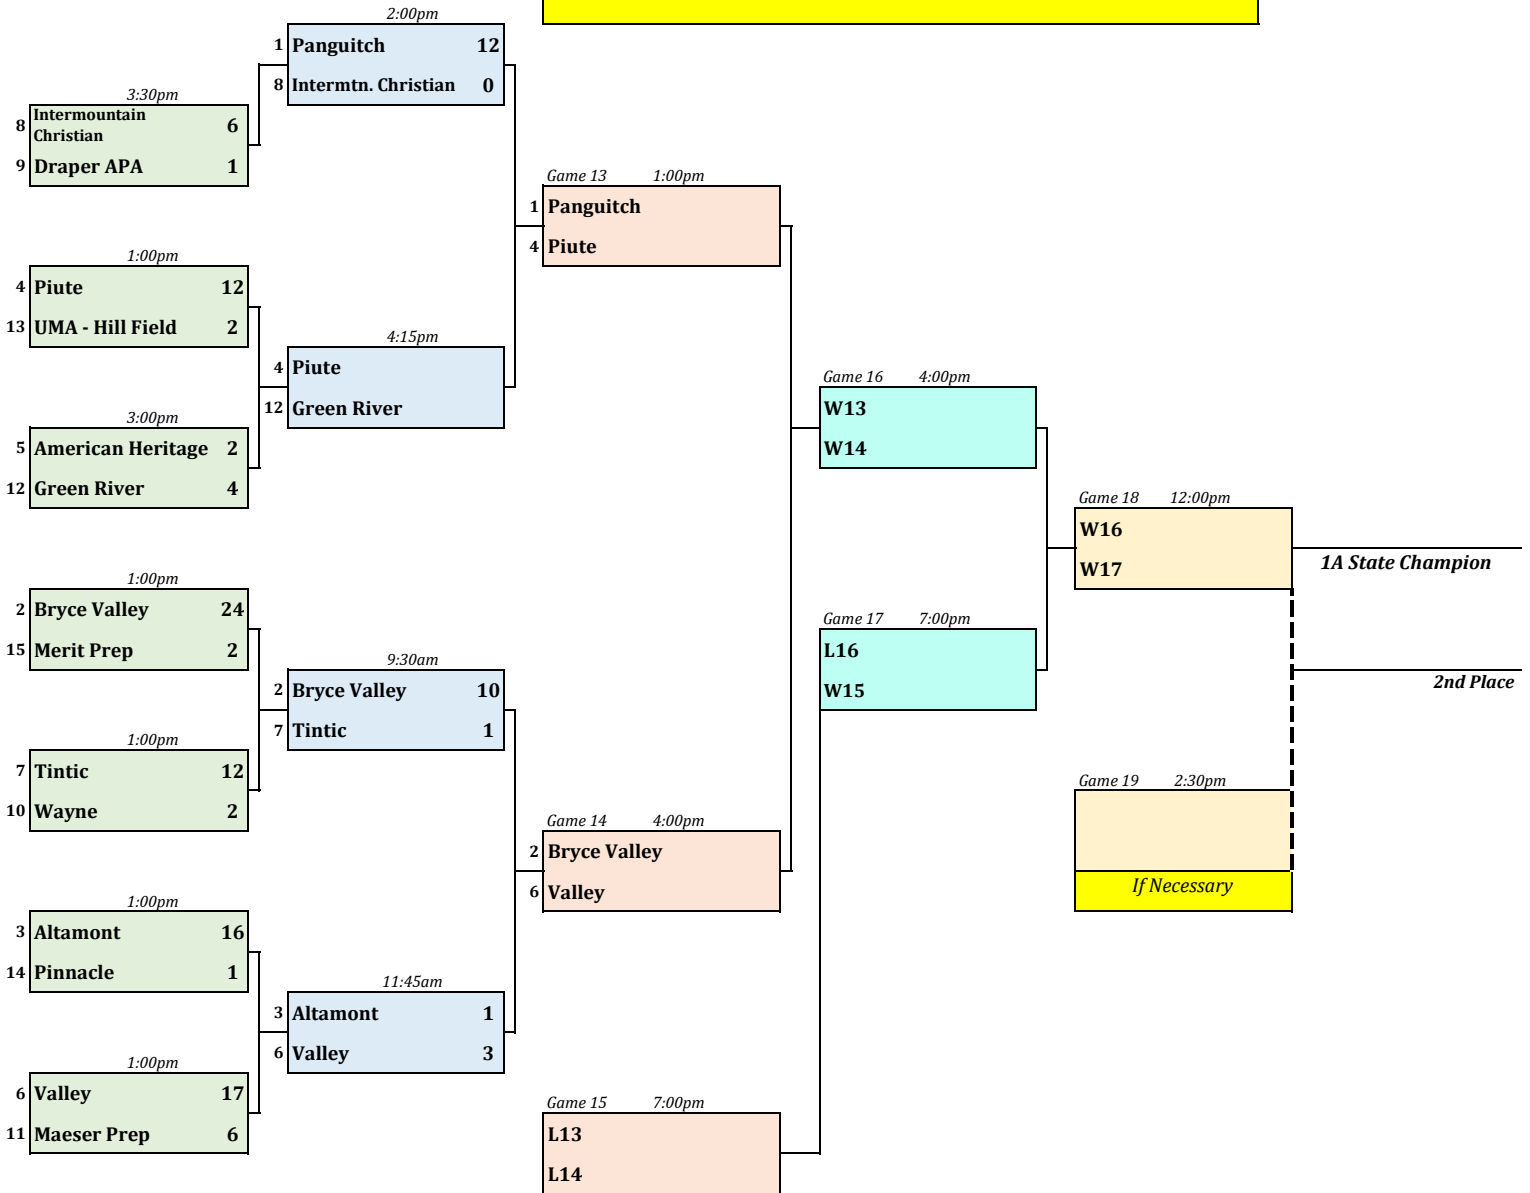 2:00pm
1 Panguitch 12
8 Intermtn. Christian 0
3:30pm
8 Intermountain
Christian 6
9 Draper APA 1
Game 13 1:00pm
1 Panguitch
4 Piute
1:00pm
4 Piute 12
13 UMA - Hill Field 2
4:15pm
4 Piute
12 Green River
3:00pm
5 American Heritage 2
12 Green River 4
Game 16 4:00pm
W13
W14
Game 18 12:00pm
W16
W17
1A State Champion
1:00pm
2 Bryce Valley 24
15 Merit Prep 2
Game 17 7:00pm
L16
W15
9:30am
2 Bryce Valley 10
7 Tintic 1
2nd Place
1:00pm
7 Tintic 12
10 Wayne 2
Game 19 2:30pm
If Necessary
Game 14 4:00pm
2 Bryce Valley
6 Valley
1:00pm
3 Altamont 16
14 Pinnacle 1
11:45am
3 Altamont 1
6 Valley 3
1:00pm
6 Valley 17
11 Maeser Prep 6
Game 15 7:00pm
L13
L14